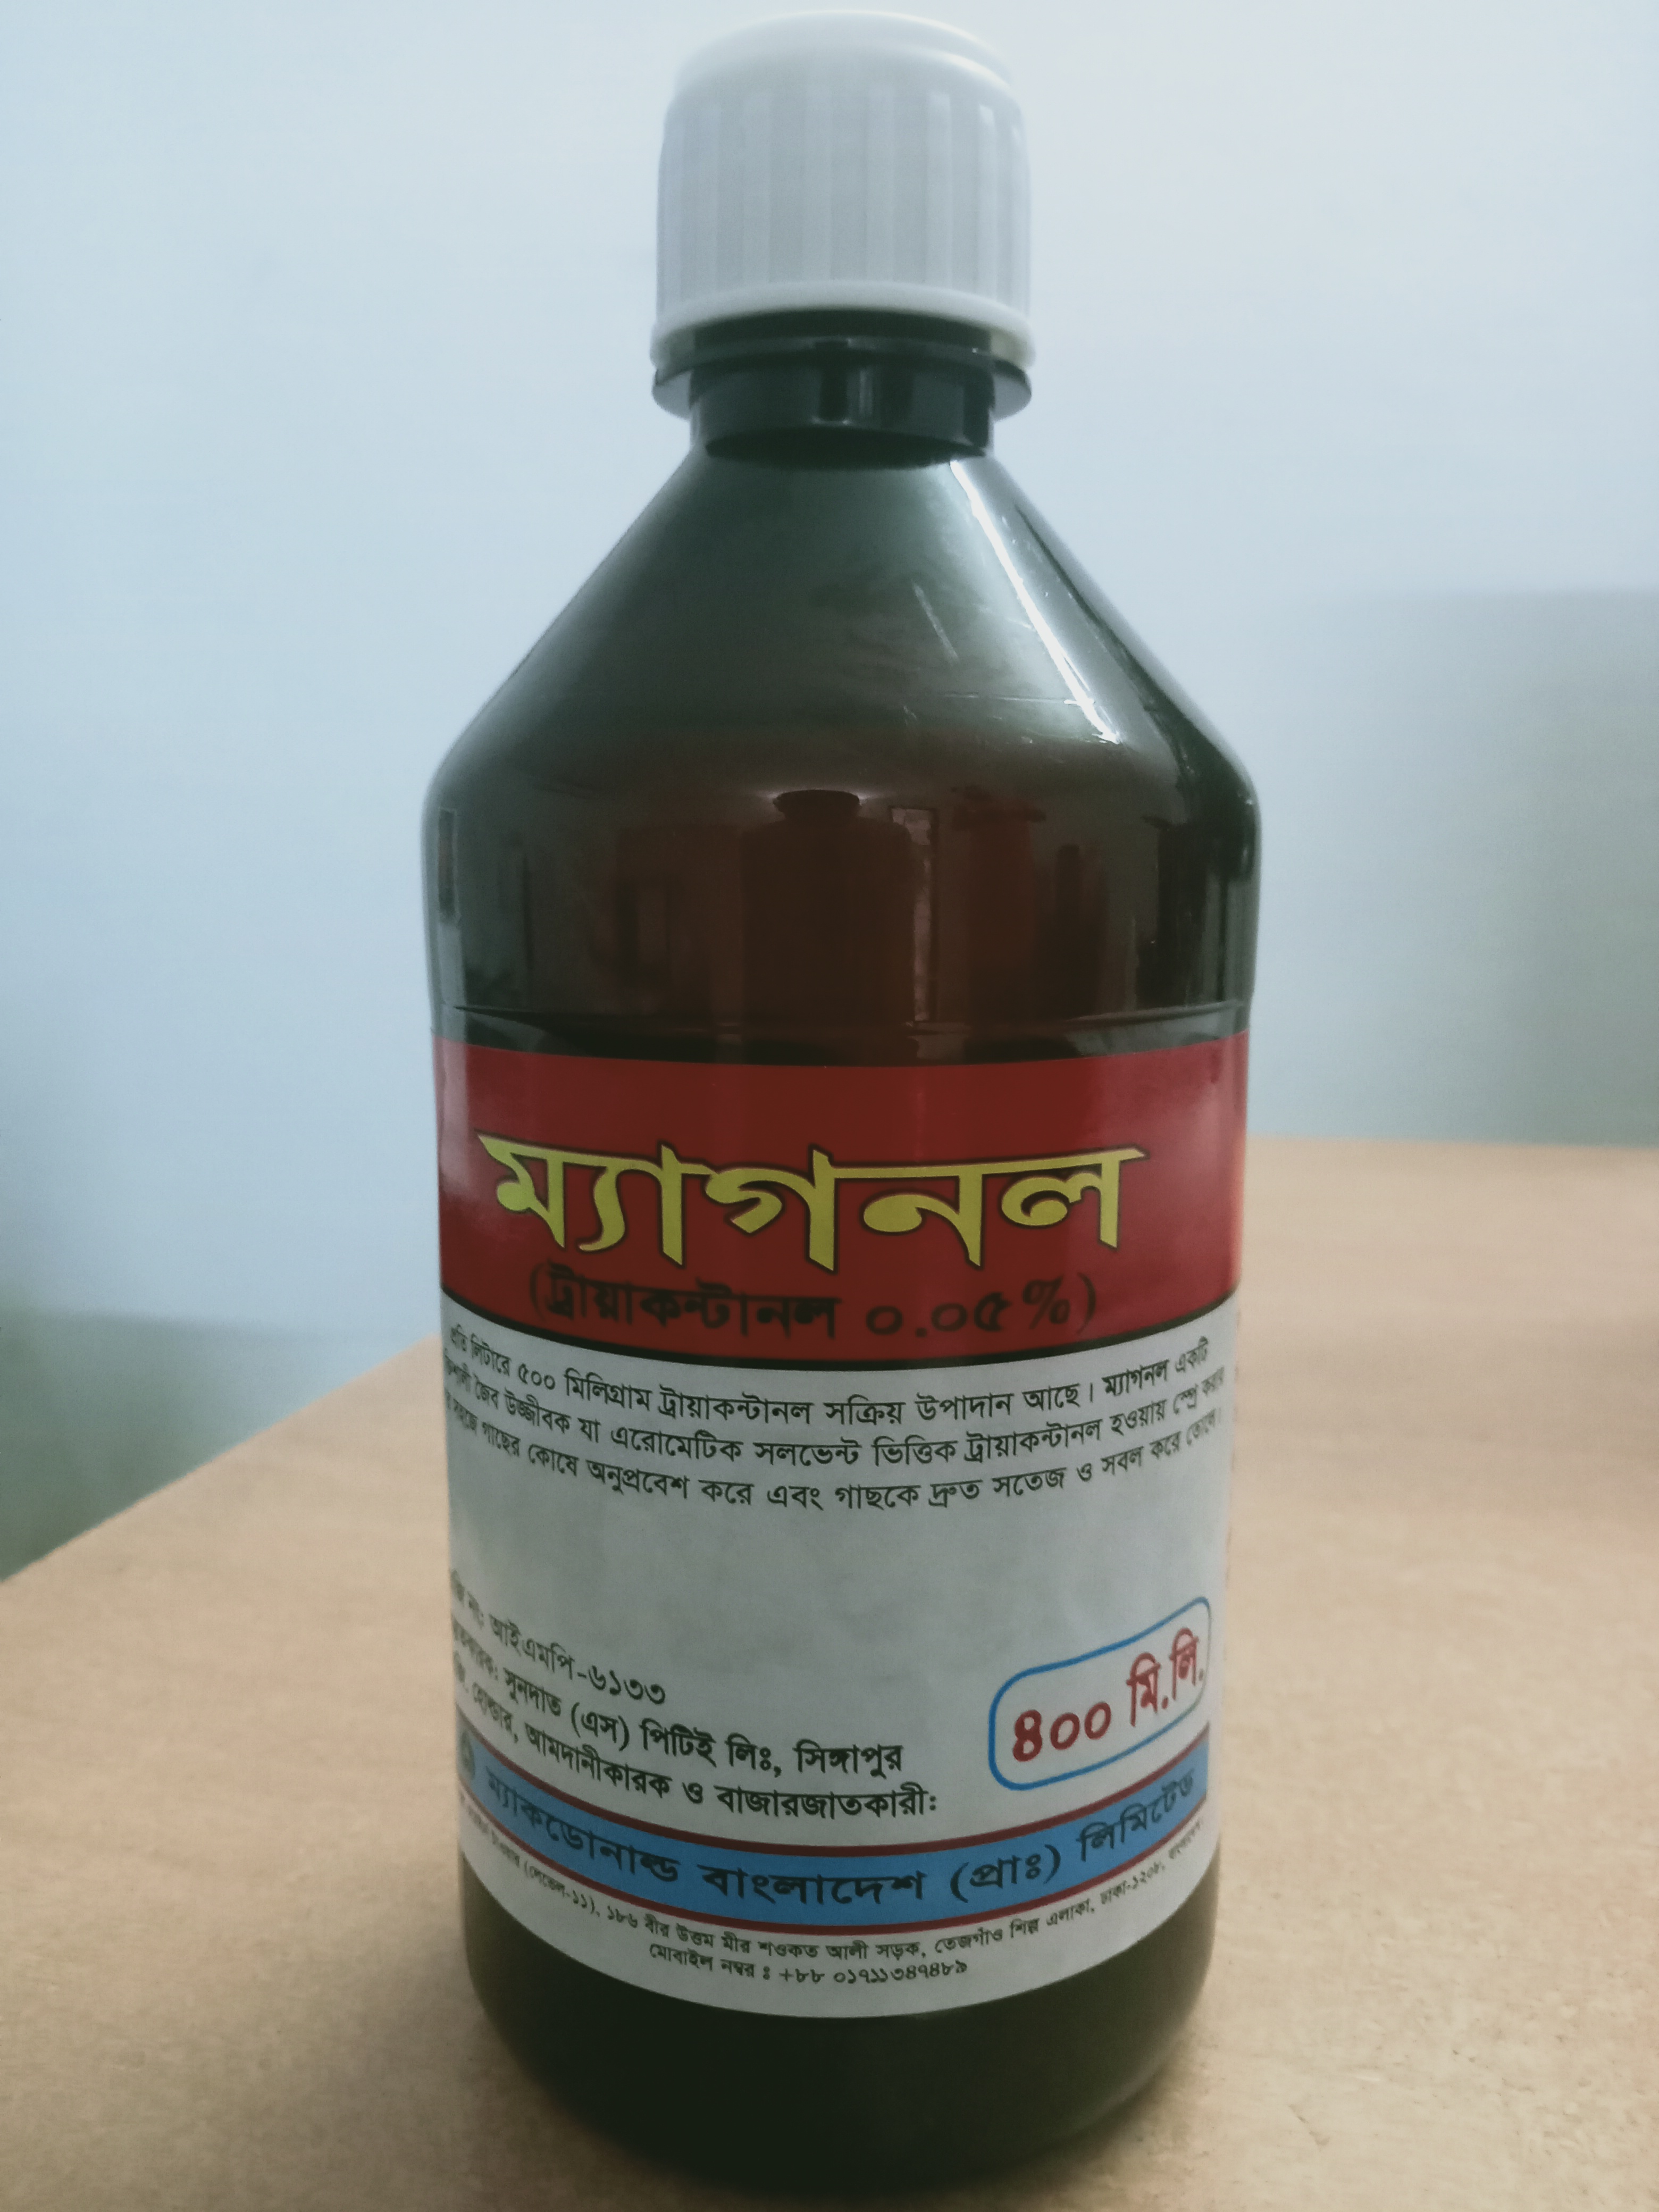 ম্যাগনল
(ট্রায়াকন্টানল ০.০৫%)
প্রতি লিটারে ৫০০ মিলিগ্রাম ট্রায়াকন্টানল সক্রিয় উপাদান আছে। ম্যাগনল একটি
জৈব উজ্জীবক যা এরোমেটিক সলভেন্ট ভিত্তিক ট্রায়াকন্টানল হওয়ায় স্প্রে করার
গাছের কোষে অনুপ্রবেশ করে এবং গাছকে দ্রুত সতেজ ও সবল করে তোলে।
নং: আইএমপি-৬১৩৩
সুনদাত (এস) পিটিই লিঃ, সিঙ্গাপুর
হোল্ডার, আমদানীকারক ও বাজারজাতকারী:
৪০০ মি.লি.
ম্যাকডোনাল্ড বাংলাদেশ (প্রাঃ) লিমিটেড
(লেভেল-১১), ১৮৬ বীর উত্তম মীর শওকত আলী সড়ক, তেজগাঁও শিল্প এলাকা, ঢাকা-১২০৮, বাংলাদেশ।
মোবাইল নম্বর ঃ +৮৮ ০১৭১১৩৪৭৪৮৯